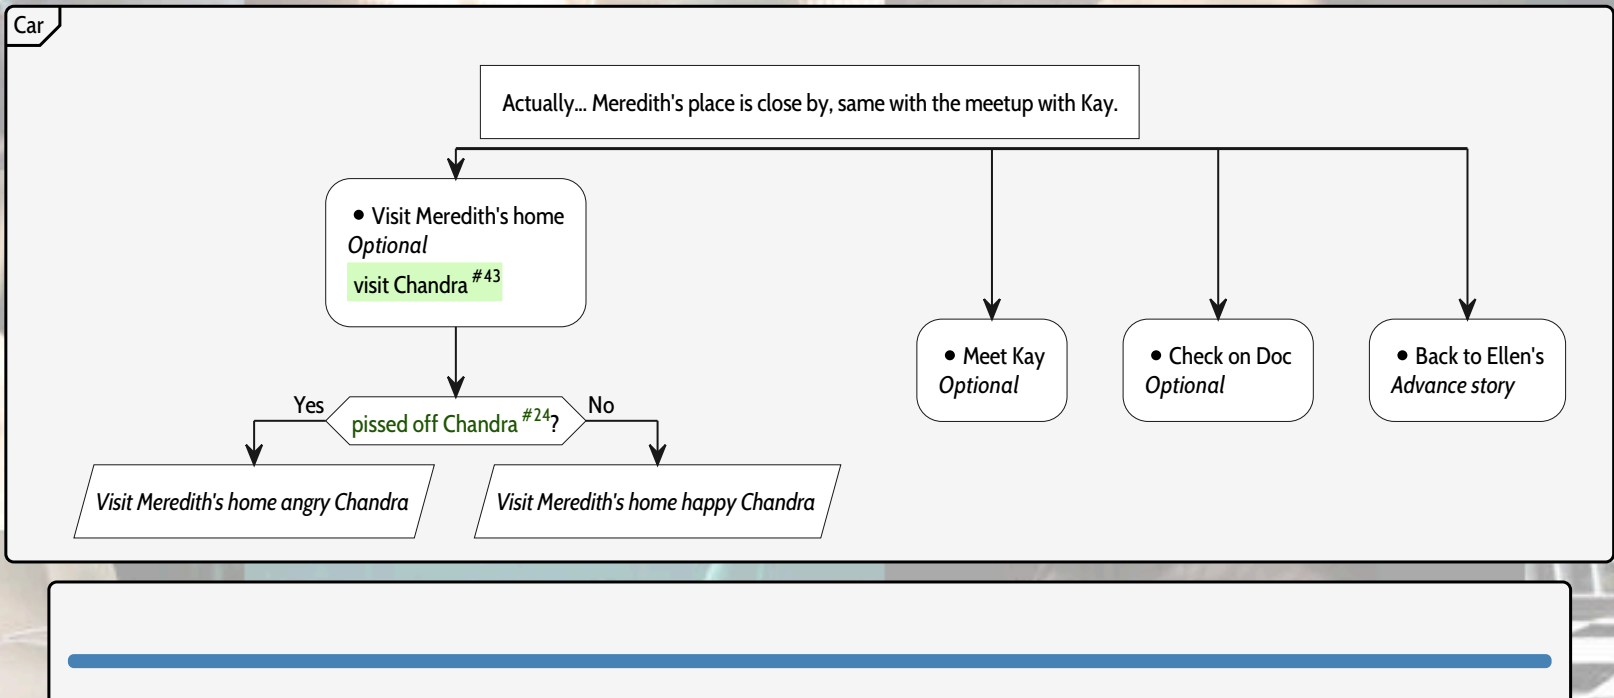 Car
Actually... Meredith's place is close by, same with the meetup with Kay.
• Visit Meredith's home
Optional
visit Chandra #43
• Meet Kay
Optional
• Check on Doc
Optional
• Back to Ellen's
Advance story
Yes
pissed off Chandra #24?
No
Visit Meredith's home angry Chandra
Visit Meredith's home happy Chandra